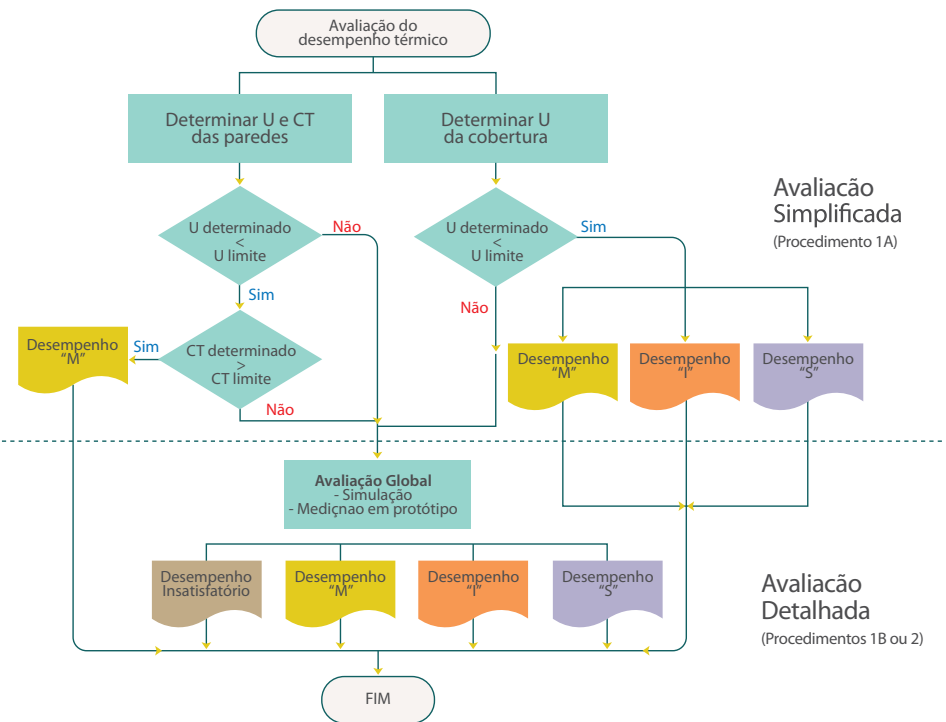 Avaliação do
desempenho térmico
Determinar U e CT
das paredes
Determinar U
da cobertura
Avaliacão
Simplificada
(Procedimento 1A)
U determinado
<
U limite
Não
U determinado
<
U limite
Sim
Sim
Não
Desempenho
“M”
Sim
CT determinado
>
CT limite
Não
Desempenho
“M”
Desempenho
“I”
Desempenho
“S”
Avaliação Global
- Simulação
- Mediçnao em protótipo
Desempenho
Insatisfatório
Desempenho
“M”
Desempenho
“I”
Desempenho
“S”
Avaliacão
Detalhada
(Procedimentos 1B ou 2)
FIM